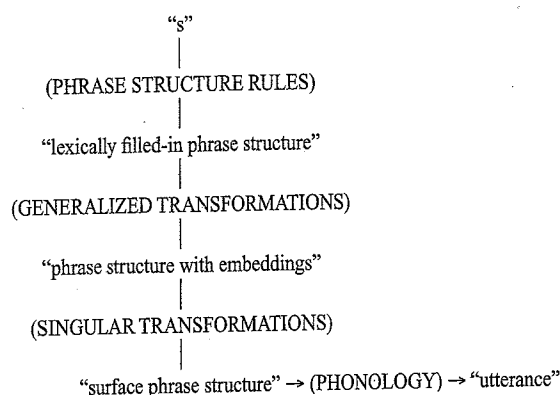 “s”
(PHRASE STRUCTURE RULES)
“lexically filled-in phrase structure”
(GENERALIZED TRANSFORMATIONS)
“phrase structure with embeddings”
(SINGULAR TRANSFORMATIONS)
“surface phrase structure” → (PHONOLOGY) → “utterance”